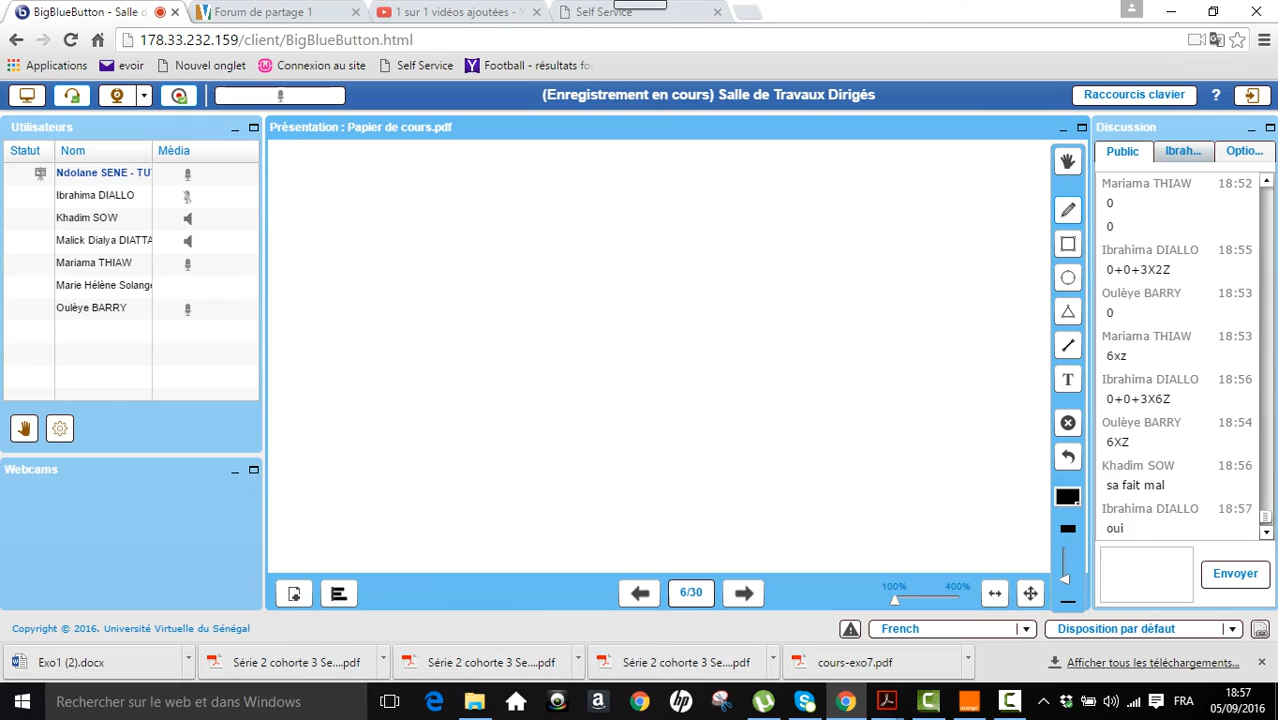 BigBlueButton - Salle d
Forum de partage 1
1 sur 1 vidéos ajoutées -
Self Service
178.33.232.159/client/BigBlueButton.html
Applications
evoir
Nouvel onglet
Connexion au site
Self Service
Football - résultats fo
(Enregistrement en cours) Salle de Travaux Dirigés
Raccourcis clavier
?
Utilisateurs
Statut Nom Média
Ndolane SENE - TU
Ibrahima DIALLO
Khadim SOW
Malick Dialya DIATTA
Mariama THIAW
Marie Hélène Solange
Oulèye BARRY
Webcams
Présentation : Papier de cours.pdf
T
6/30
100% 400%
Discussion
Public Ibrah... Optio...
Mariama THIAW 18:52
0
0
Ibrahima DIALLO 18:55
0+0+3X2Z
Oulèye BARRY 18:53
0
Mariama THIAW 18:53
6xz
Ibrahima DIALLO 18:56
0+0+3X6Z
Oulèye BARRY 18:54
6XZ
Khadim SOW 18:56
sa fait mal
Ibrahima DIALLO 18:57
oui
Envoyer
Copyright © 2016. Université Virtuelle du Sénégal
French
Disposition par défaut
Exo1 (2).docx
Série 2 cohorte 3 Se....pdf
Série 2 cohorte 3 Se....pdf
Série 2 cohorte 3 Se....pdf
cours-exo7.pdf
Afficher tous les téléchargements...
Rechercher sur le web et dans Windows
FRA
18:57
05/09/2016